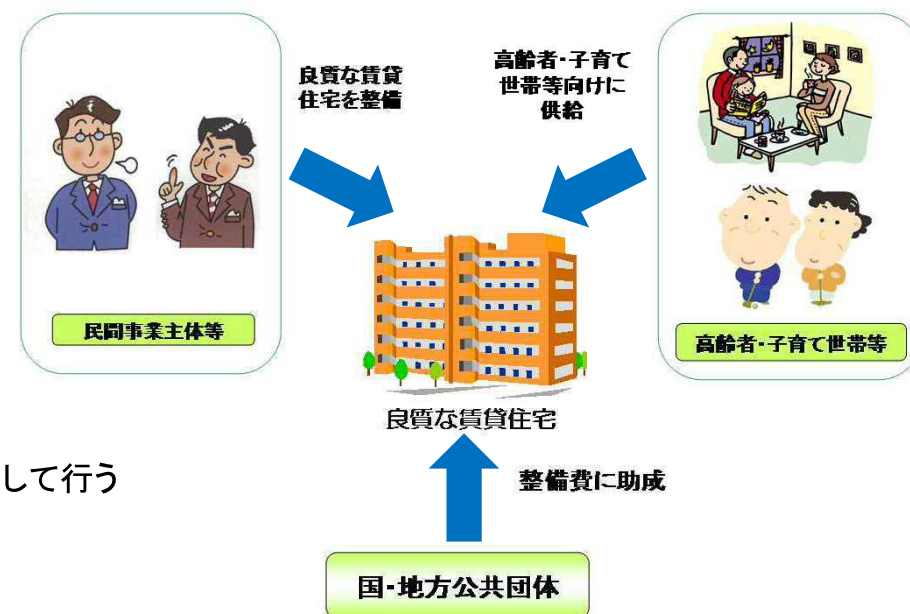 良質な賃貸
住宅を整備
高齢者･子育て
世帯等向けに
供給
民間事業主体等
高齢者･子育て世帯等
良質な賃貸住宅
して行う
整備費に助成
国･地方公共団体